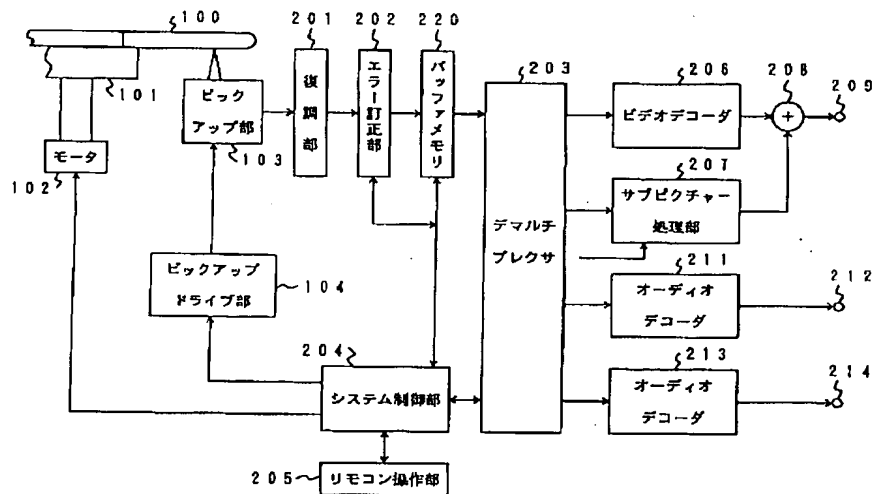 100
201
202
220
203
206
208
209
101
ピック
アップ部
103
復調部
エラー訂正部
バッファメモリ
ビデオデコーダ
モータ
102
207
サブピクチャー
処理部
デマルチ
プレクサ
ピックアップ
ドライブ部
104
211
オーディオ
デコーダ
212
204
システム制御部
213
オーディオ
デコーダ
214
205
リモコン操作部
+